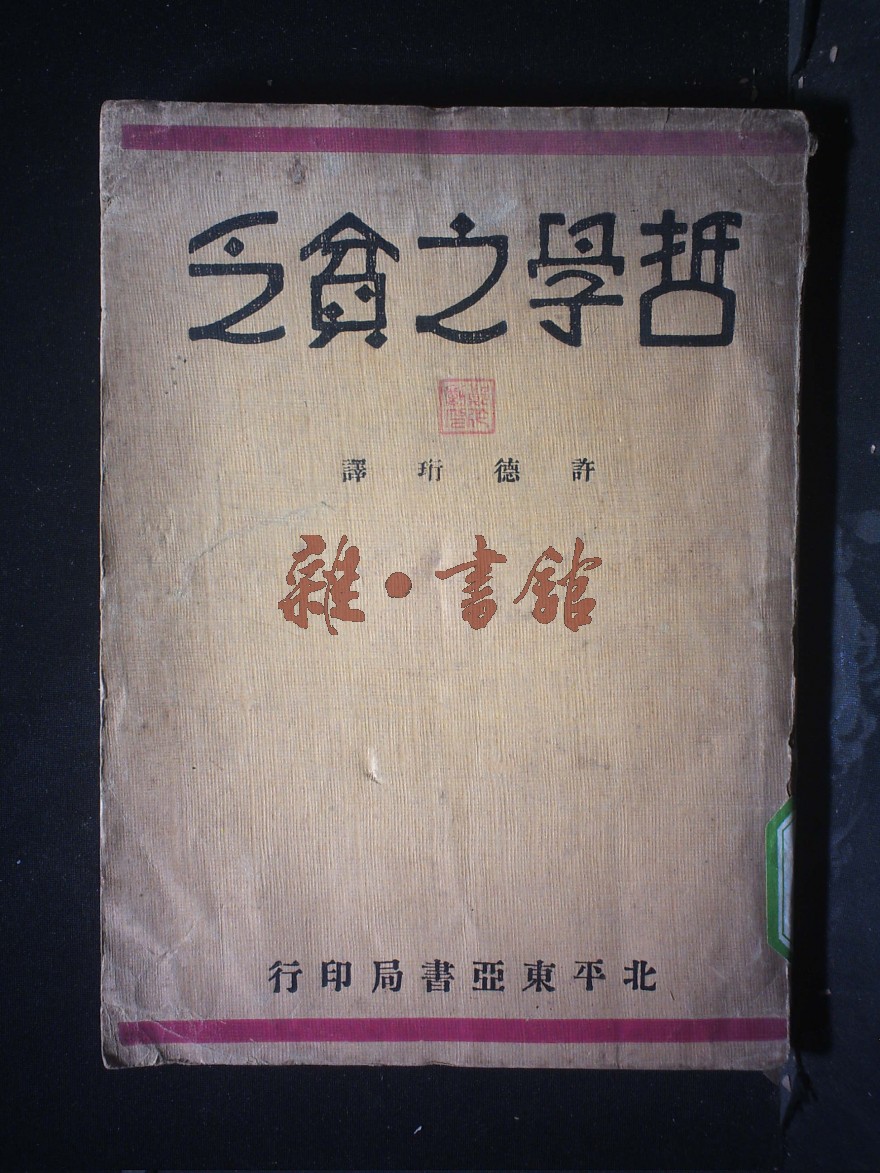 哲學之貧乏
許德珩譯
雜·書館
北平東亞書局印行